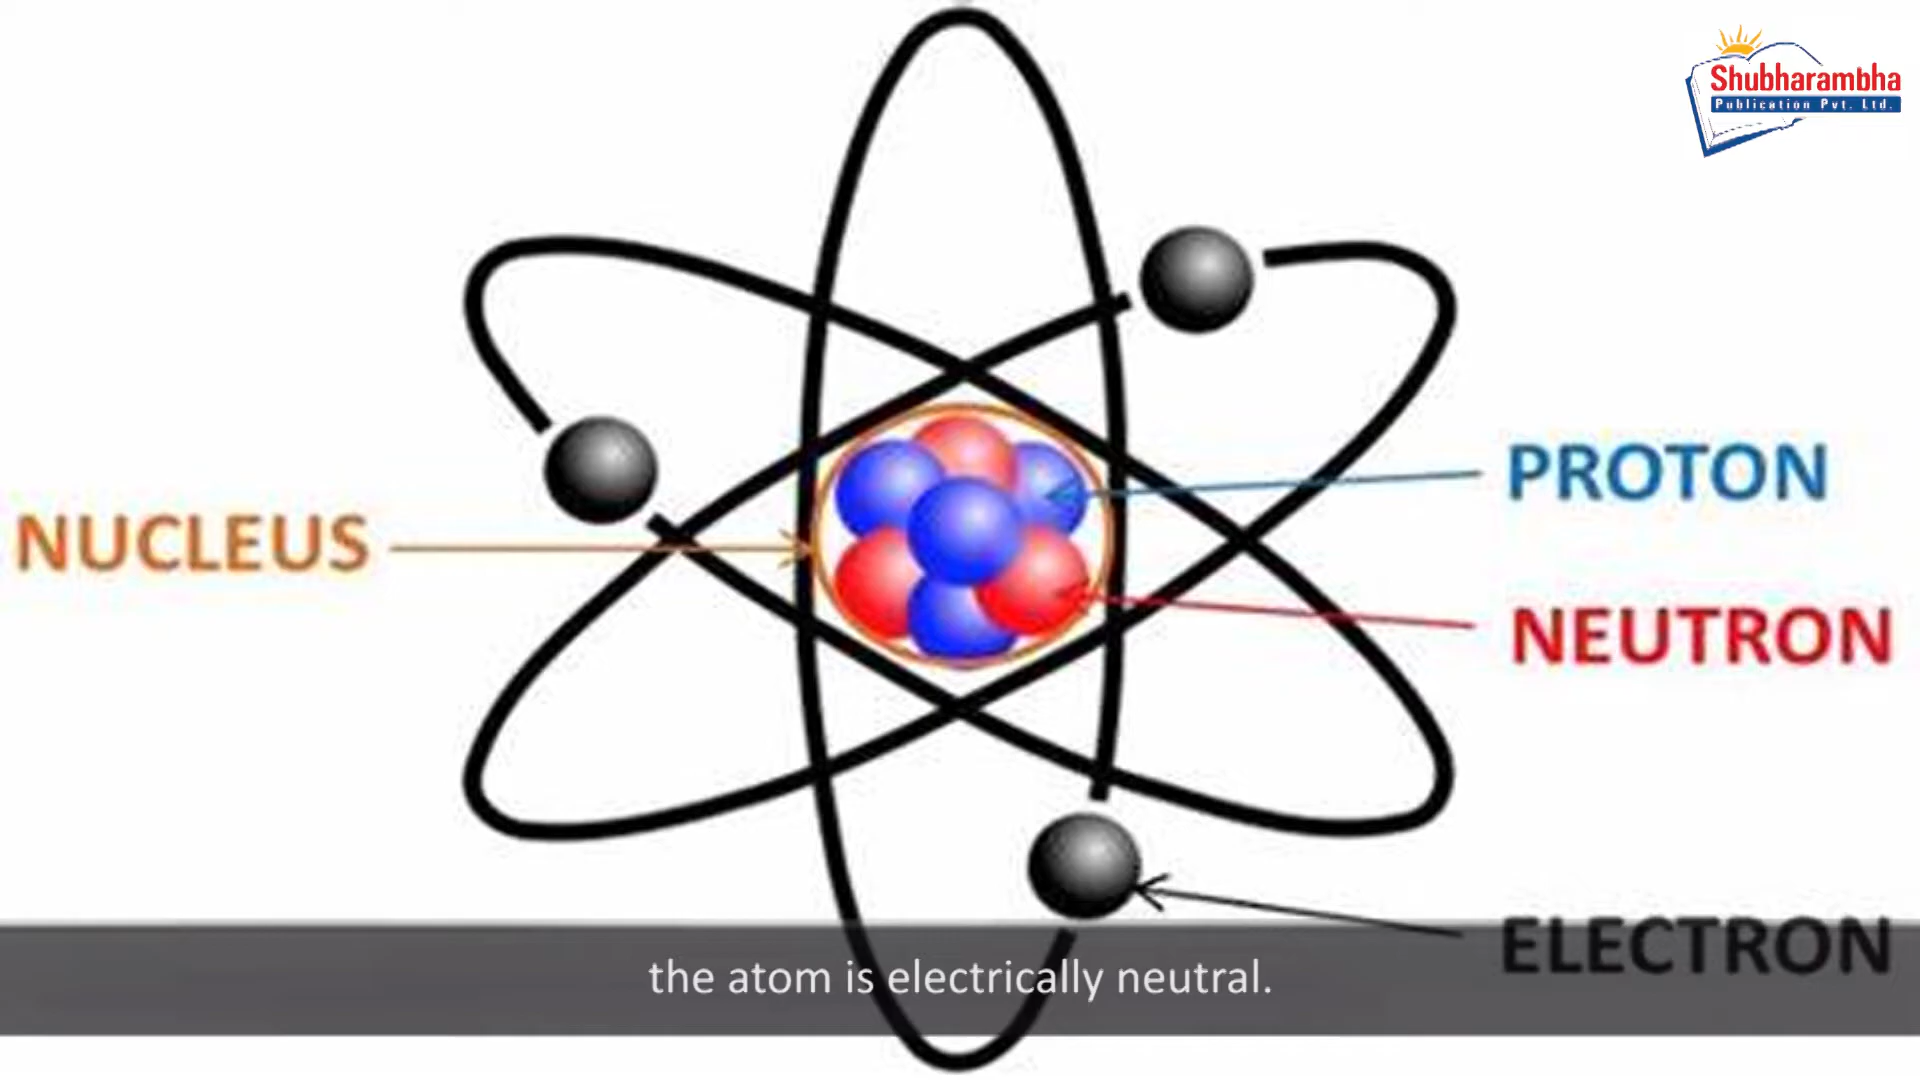 Shubharambha
Publication Pvt. Ltd.
PROTON
NUCLEUS
NEUTRON
ELECTRON
the atom is electrically neutral.